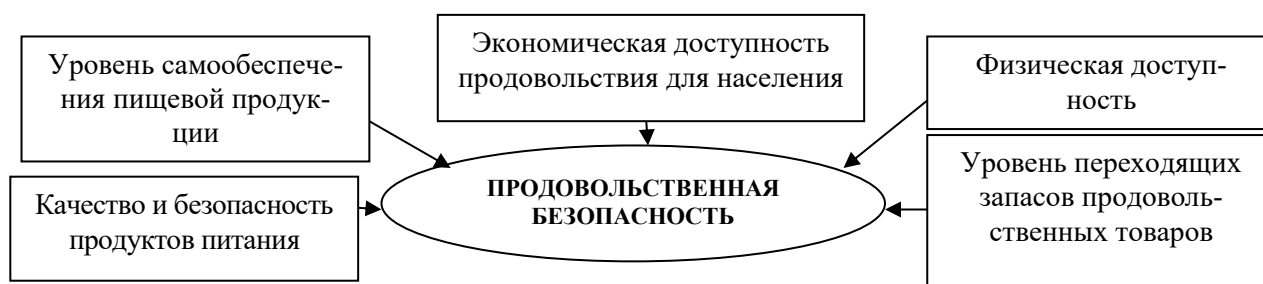 Уровень самообеспече-
ния пищевой продук-
ции
Экономическая доступность
продовольствия для населения
Физическая доступ-
ность
Качество и безопасность
продуктов питания
ПРОДОВОЛЬСТВЕННАЯ
БЕЗОПАСНОСТЬ
Уровень переходящих
запасов продоволь-
ственных товаров